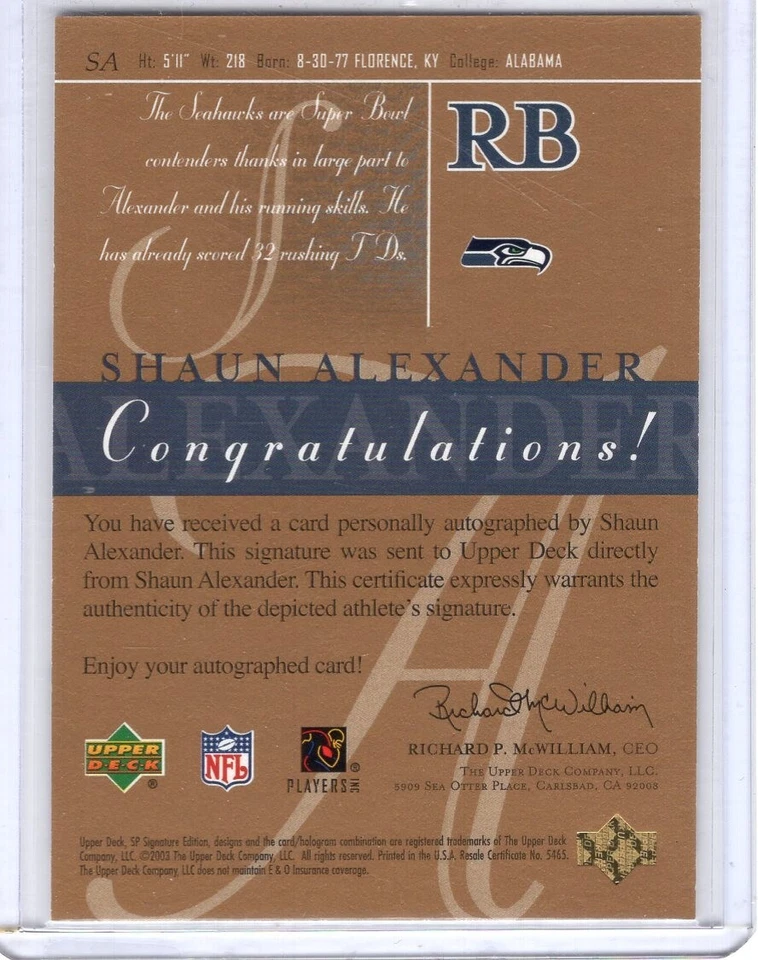 SA Ht: 5'11" Wt: 218 Born: 8-30-77 FLORENCE, KY College: ALABAMA
The Seahawks are Super Bowl
contenders thanks in large part to
Alexander and his running skills. He
has already scored 32 rushing TDs.
RB
SHAUN ALEXANDER
ALEXANDER
Congratulations!
You have received a card personally autographed by Shaun
Alexander. This signature was sent to Upper Deck directly
from Shaun Alexander. This certificate expressly warrants the
authenticity of the depicted athlete's signature.
Enjoy your autographed card!
Richard P. McWilliam
RICHARD P. McWILLIAM, CEO
THE UPPER DECK COMPANY, LLC.
5909 SEA OTTER PLACE, CARLSBAD, CA 92008
UPPER
DECK
®
NFL
PLAYERS INC
®
Upper Deck, SP Signature Edition, designs and the card/hologram combination are registered trademarks of The Upper Deck
Company, LLC. ©2003 The Upper Deck Company, LLC. All rights reserved. Printed in the U.S.A. Resale Certificate No. 5465.
The Upper Deck Company, LLC does not maintain E & O Insurance coverage.